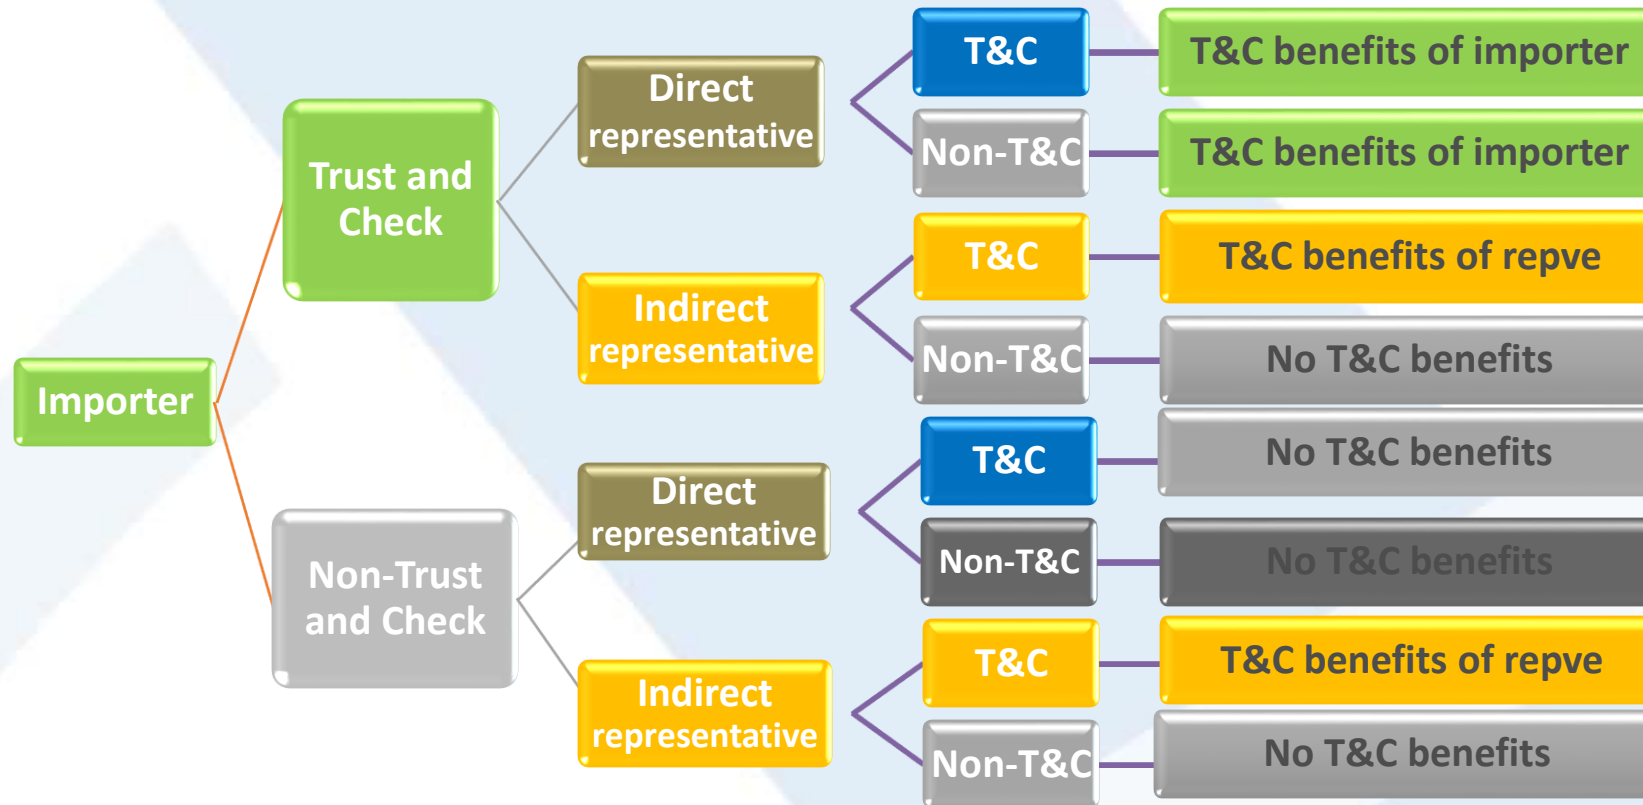 Importer
Trust and
Check
Non-Trust
and Check
Direct
representative
Indirect
representative
Direct
representative
Indirect
representative
T&C
T&C benefits of importer
Non-T&C
T&C benefits of importer
T&C
T&C benefits of repve
Non-T&C
No T&C benefits
T&C
No T&C benefits
Non-T&C
No T&C benefits
T&C
T&C benefits of repve
Non-T&C
No T&C benefits